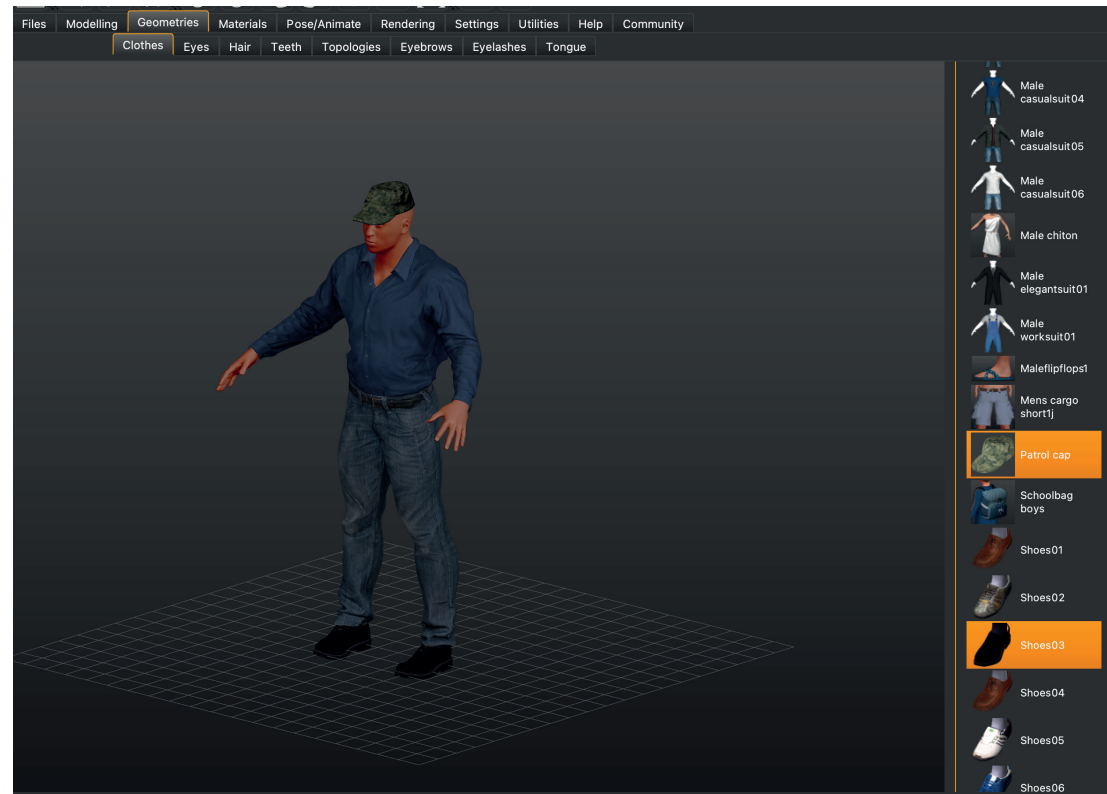 Files Modelling Geometries Materials Pose/Animate Rendering Settings Utilities Help Community
Clothes Eyes Hair Teeth Topologies Eyebrows Eyelashes Tongue
Male
casualsuit04
Male
casualsuit05
Male
casualsuit06
Male chiton
Male
elegantsuit01
Male
worksuit01
Maleflipflops1
Mens cargo
short1j
Patrol cap
Schoolbag
boys
Shoes01
Shoes02
Shoes03
Shoes04
Shoes05
Shoes06